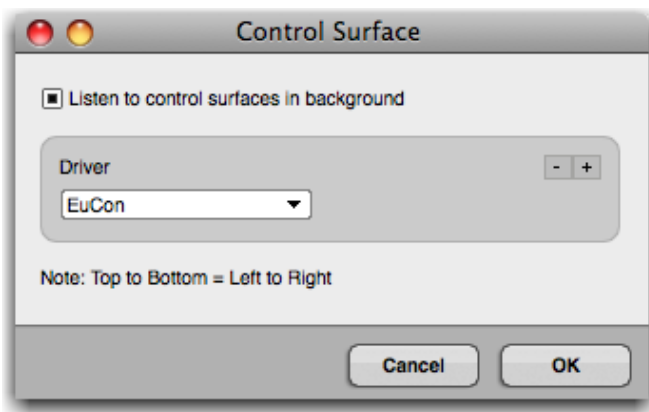 Control Surface
Listen to control surfaces in background
Driver
- +
EuCon
Note: Top to Bottom = Left to Right
Cancel OK